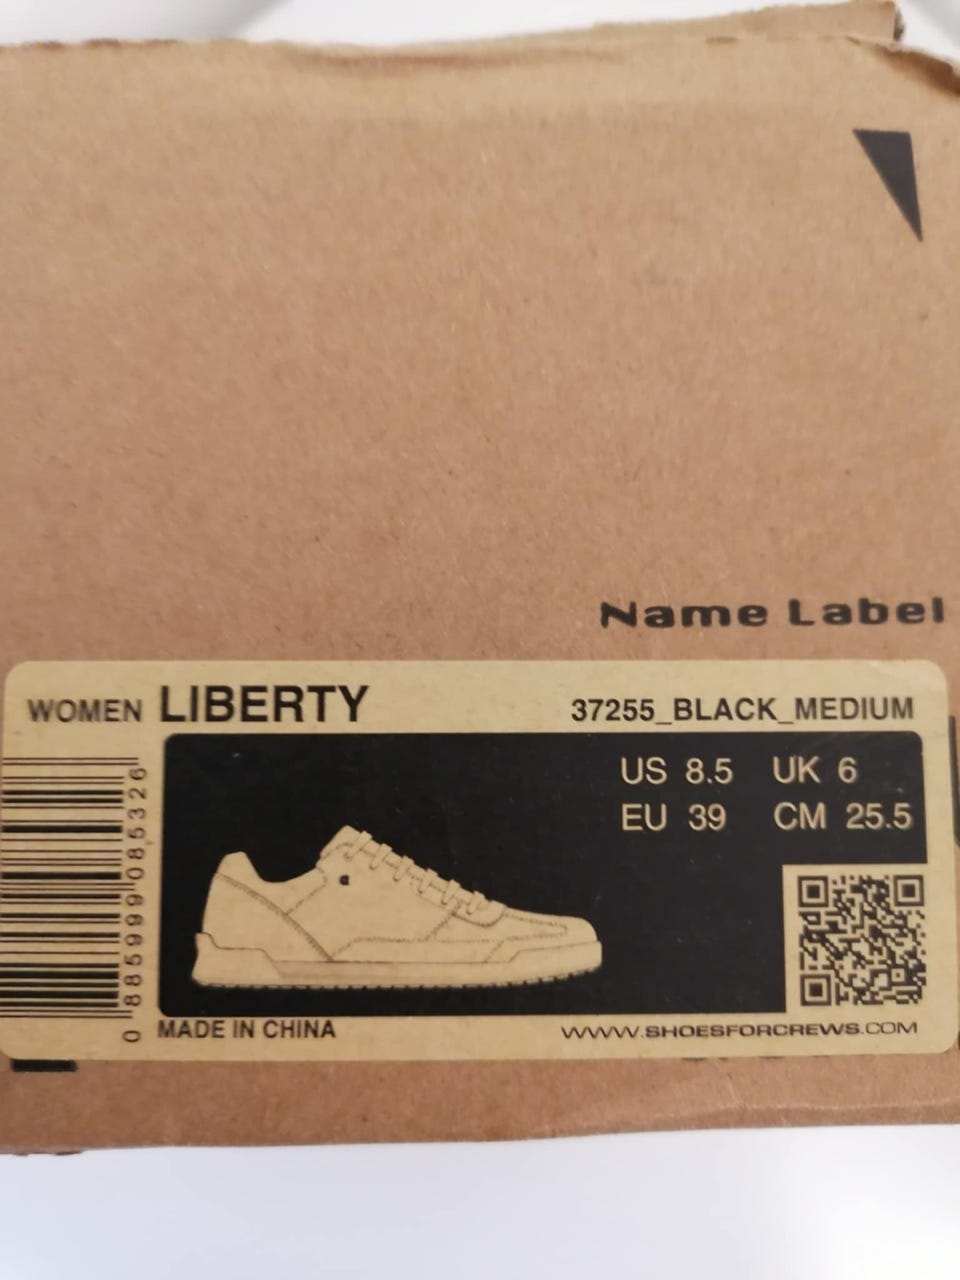 Name Label
WOMEN LIBERTY
37255_BLACK_MEDIUM
US 8.5 UK 6
EU 39 CM 25.5
0 885999 085326
MADE IN CHINA
WWW.SHOESFORCREWS.COM